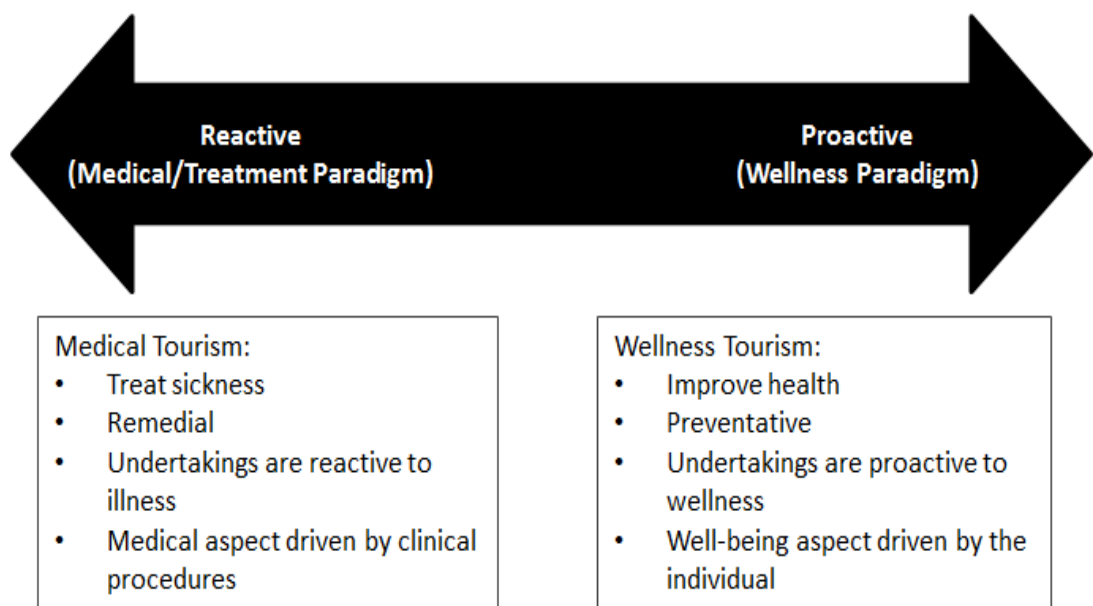 Reactive
(Medical/Treatment Paradigm)
Proactive
(Wellness Paradigm)
Medical Tourism:
• Treat sickness
• Remedial
• Undertakings are reactive to
illness
• Medical aspect driven by clinical
procedures
Wellness Tourism:
• Improve health
• Preventative
• Undertakings are proactive to
wellness
• Well-being aspect driven by the
individual